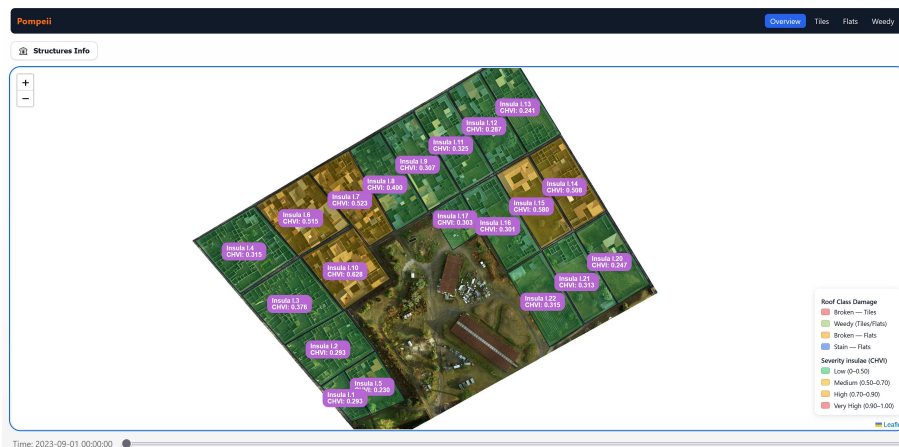 Pompeii
Overview Tiles Flats Weedy
Structures Info
+
−
Insula I.13
CHVI: 0.241
Insula I.12
CHVI: 0.287
Insula I.11
CHVI: 0.325
Insula I.9
CHVI: 0.307
Insula I.8
CHVI: 0.400
Insula I.7
CHVI: 0.523
Insula I.6
CHVI: 0.515
Insula I.14
CHVI: 0.508
Insula I.15
CHVI: 0.580
Insula I.17
CHVI: 0.303
Insula I.16
CHVI: 0.301
Insula I.4
CHVI: 0.315
Insula I.10
CHVI: 0.628
Insula I.20
CHVI: 0.247
Insula I.21
CHVI: 0.313
Insula I.22
CHVI: 0.315
Insula I.3
CHVI: 0.376
Insula I.2
CHVI: 0.293
Insula I.5
CHVI: 0.230
Insula I.1
CHVI: 0.293
Roof Class Damage
Broken — Tiles
Weedy (Tiles/Flats)
Broken — Flats
Stain — Flats
Severity insulae (CHVI)
Low (0–0.50)
Medium (0.50–0.70)
High (0.70–0.90)
Very High (0.90–1.00)
Leafl
Time: 2023-09-01 00:00:00